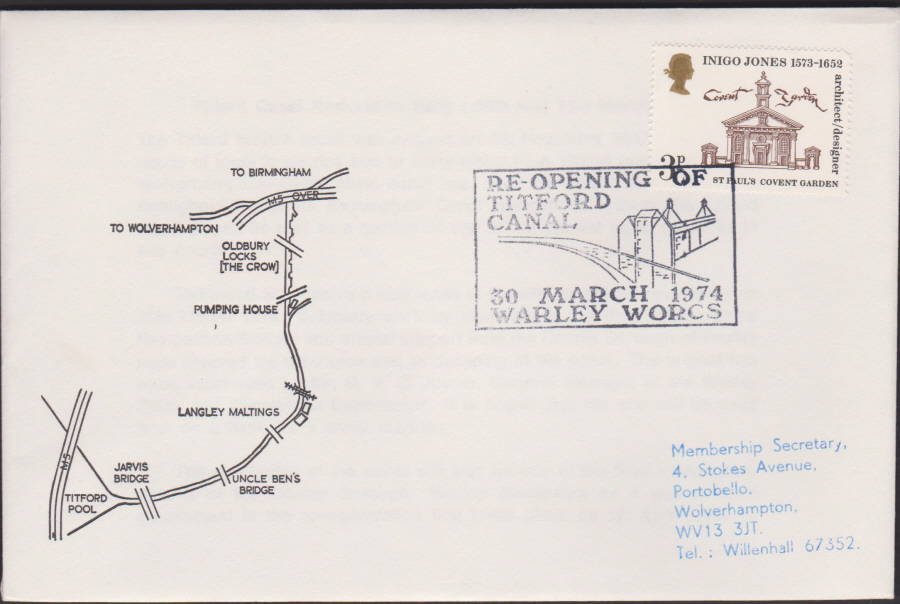 INIGO JONES 1573-1652
architect/designer
Covent Garden
3P
ST PAUL'S COVENT GARDEN
RE-OPENING OF
TITFORD
CANAL
30 MARCH 1974
WARLEY WORCS
TO BIRMINGHAM
M5 OVER
TO WOLVERHAMPTON
OLDBURY
LOCKS
[THE CROW]
PUMPING HOUSE
LANGLEY MALTINGS
M5
JARVIS
BRIDGE
UNCLE BEN'S
BRIDGE
TITFORD
POOL
Membership Secretary,
4, Stokes Avenue,
Portobello,
Wolverhampton,
WV13 3JT.
Tel.: Willenhall 67352.